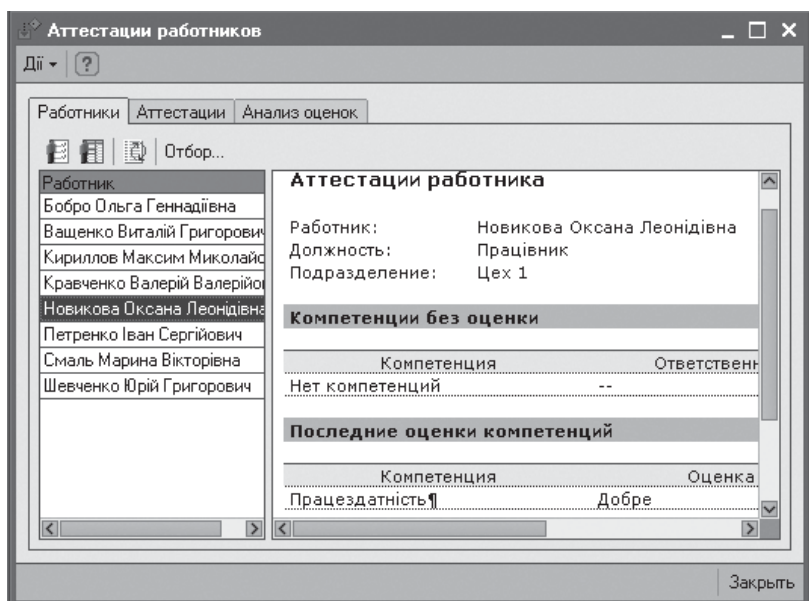 Аттестации работников
Дії
Работники Аттестации Анализ оценок
Отбор...
Работник
Бобро Ольга Геннадіївна
Ващенко Виталій Григорович
Кириллов Максим Миколайо
Кравченко Валерій Валерійо
Новикова Оксана Леонідівна
Петренко Іван Сергійович
Смаль Марина Вікторівна
Шевченко Юрій Григорович
Аттестации работника
Работник: Новикова Оксана Леонідівна
Должность: Працівник
Подразделение: Цех 1
Компетенции без оценки
Компетенция Ответственн
Нет компетенций --
Последние оценки компетенций
Компетенция Оценка
Працездатність¶ Добре
Закрыть